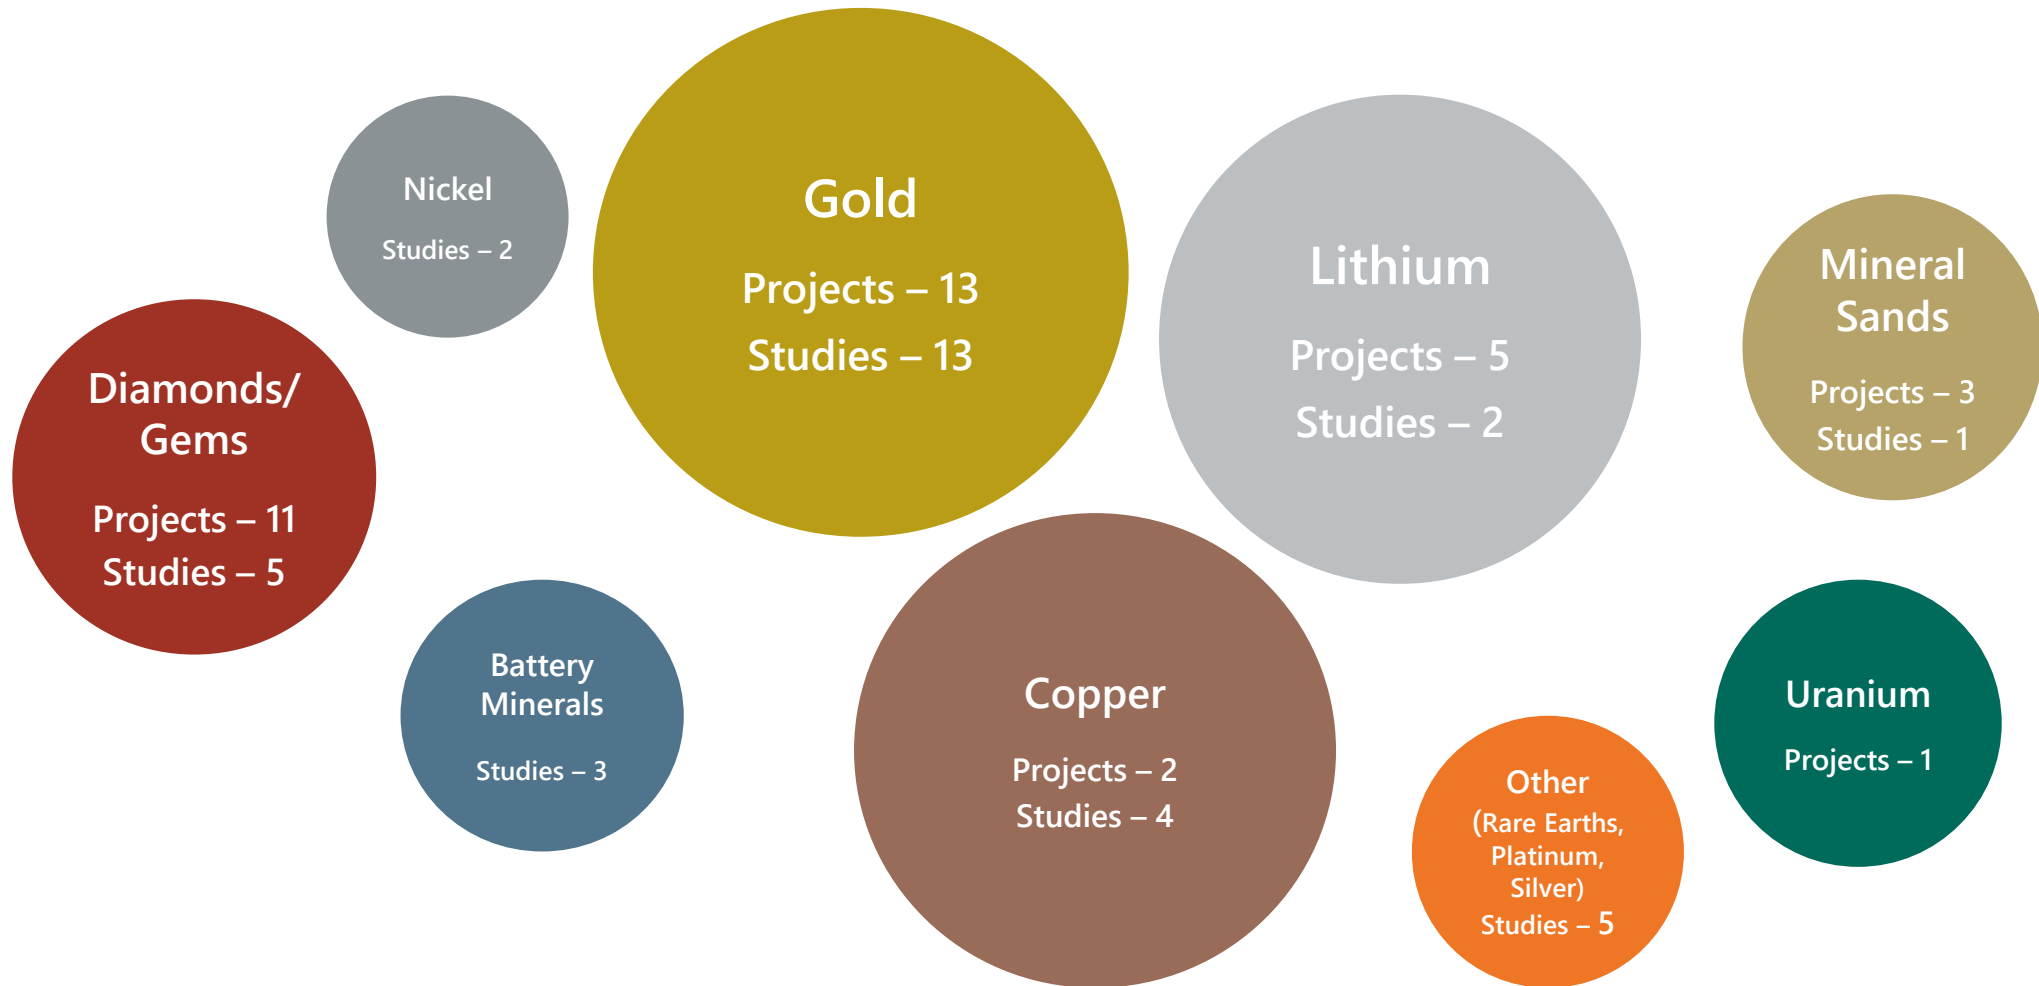 Nickel
Studies – 2
Gold
Projects – 13
Studies – 13
Lithium
Projects – 5
Studies – 2
Mineral
Sands
Projects – 3
Studies – 1
Diamonds/
Gems
Projects – 11
Studies – 5
Battery
Minerals
Studies – 3
Copper
Projects – 2
Studies – 4
Other
(Rare Earths,
Platinum,
Silver)
Studies – 5
Uranium
Projects – 1